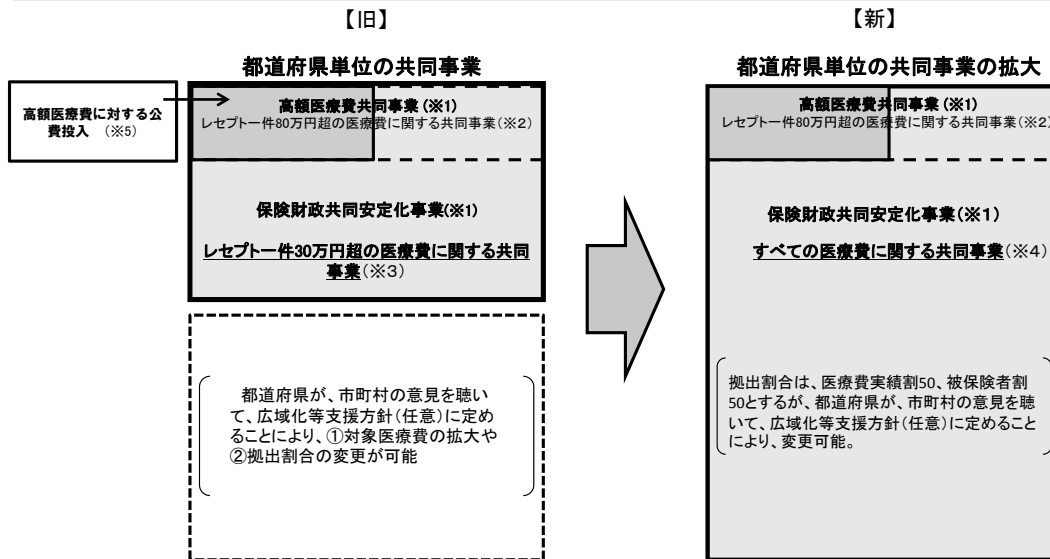 【旧】
都道府県単位の共同事業
高額医療費に対する公
費投入 （※5）
高額医療費共同事業（※1）
レセプト一件80万円超の医療費に関する共同事業（※2）
保険財政共同安定化事業（※1）
レセプト一件30万円超の医療費に関する共同
事業（※3）
都道府県が、市町村の意見を聴い
て、広域化等支援方針（任意）に定め
ることにより、①対象医療費の拡大や
②拠出割合の変更が可能
【新】
都道府県単位の共同事業の拡大
高額医療費共同事業（※1）
レセプト一件80万円超の医療費に関する共同事業（※2）
保険財政共同安定化事業（※1）
すべての医療費に関する共同事業（※4）
拠出割合は、医療費実績割50、被保険者割
50とするが、都道府県が、市町村の意見を聴
いて、広域化等支援方針（任意）に定めること
により、変更可能。